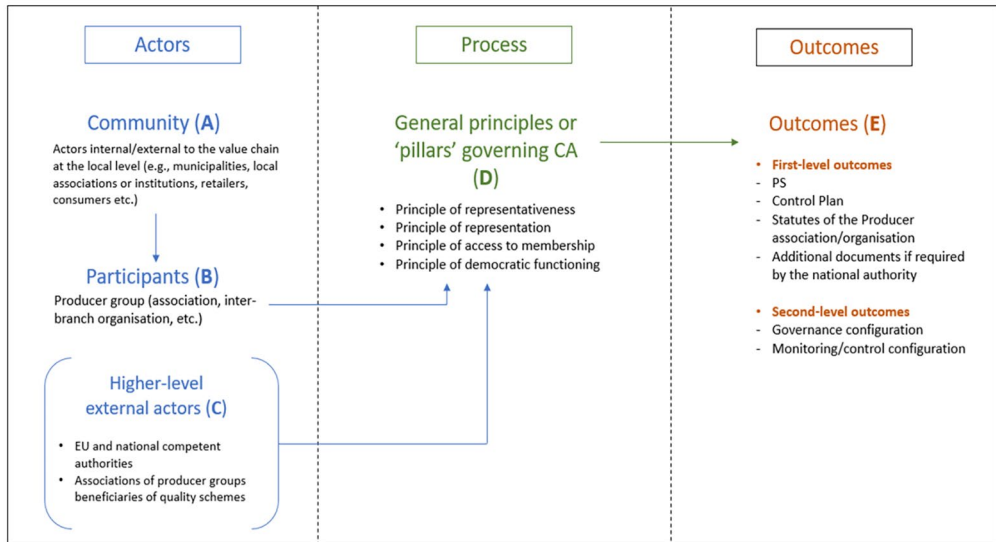 Actors
Community (A)
Actors internal/external to the value chain
at the local level (e.g., municipalities, local
associations or institutions, retailers,
consumers etc.)
Participants (B)
Producer group (association, inter-
branch organisation, etc.)
Higher-level
external actors (C)
• EU and national competent
authorities
• Associations of producer groups
beneficiaries of quality schemes
Process
General principles or
‘pillars’ governing CA
(D)
• Principle of representativeness
• Principle of representation
• Principle of access to membership
• Principle of democratic functioning
Outcomes
Outcomes (E)
• First-level outcomes
- PS
- Control Plan
- Statutes of the Producer
association/organisation
- Additional documents if required
by the national authority
• Second-level outcomes
- Governance configuration
- Monitoring/control configuration